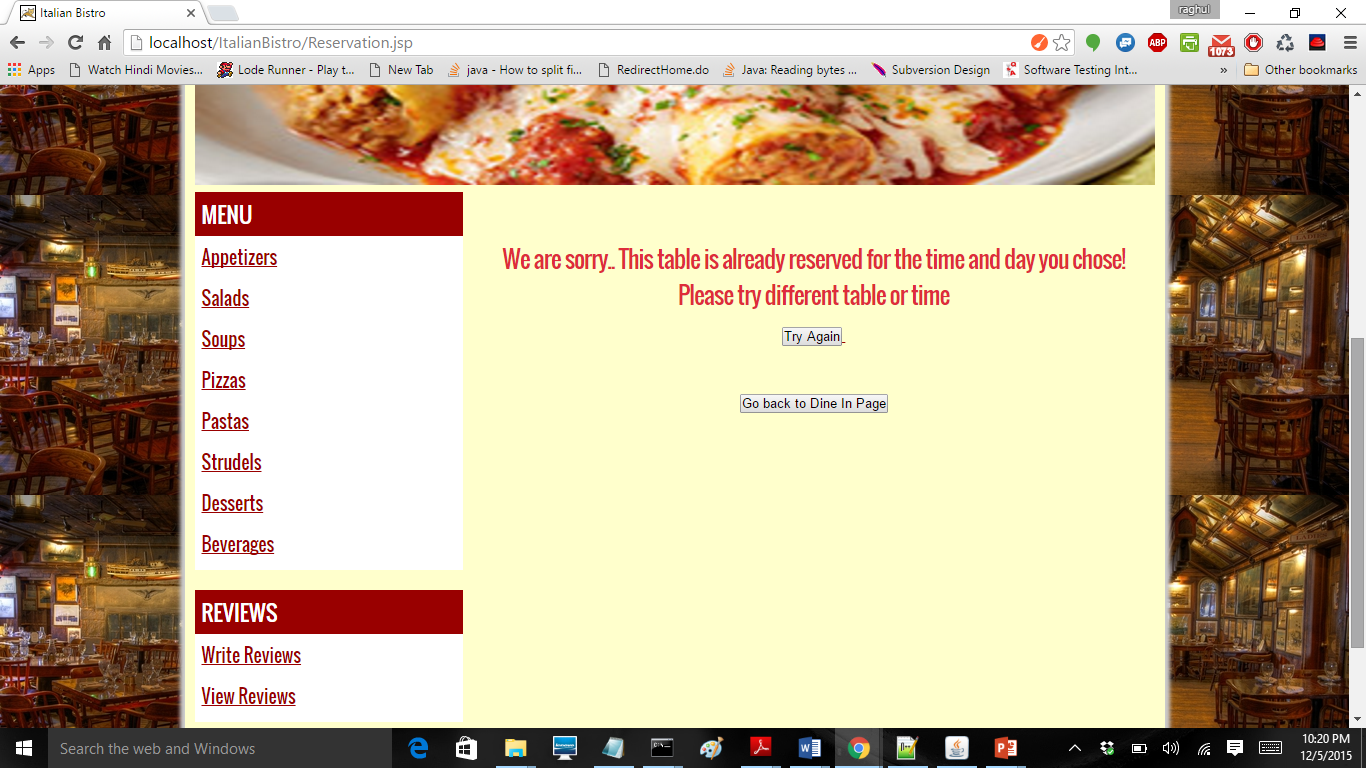 Italian Bistro
raghul
localhost/ItalianBistro/Reservation.jsp
ABP
1073
Apps
Watch Hindi Movies...
Lode Runner - Play t...
New Tab
java - How to split fi...
RedirectHome.do
Java: Reading bytes ...
Subversion Design
Software Testing Int...
»
Other bookmarks
MENU
Appetizers
Salads
Soups
Pizzas
Pastas
Strudels
Desserts
Beverages
We are sorry.. This table is already reserved for the time and day you chose!
Please try different table or time
Try Again
Go back to Dine In Page
REVIEWS
Write Reviews
View Reviews
Search the web and Windows
10:20 PM
12/5/2015